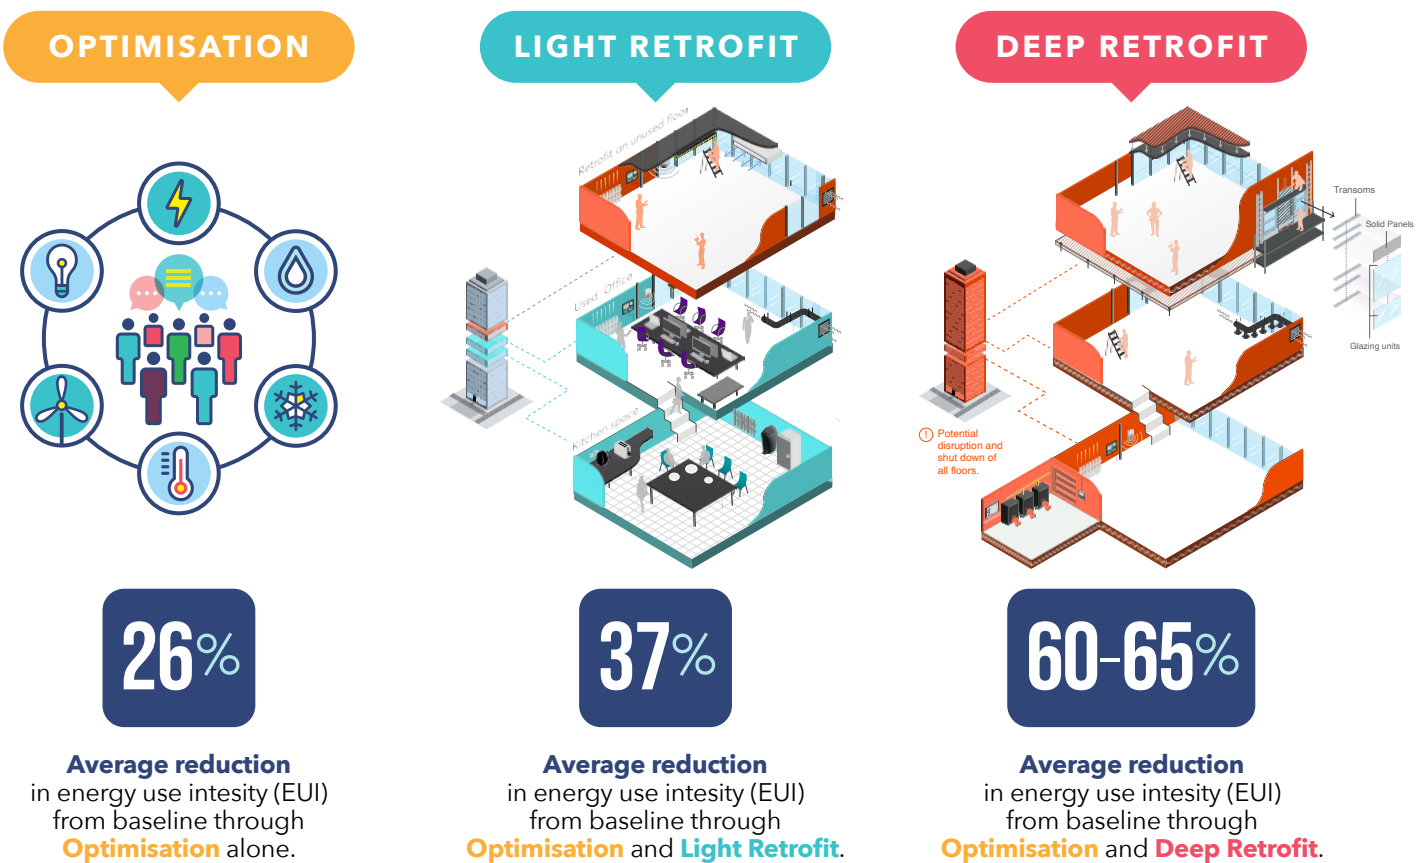 OPTIMISATION
LIGHT RETROFIT
DEEP RETROFIT
Retrofit an unused floor
Used Office
Kitchen space
Transoms
Solid Panels
Glazing units
! Potential
disruption and
shut down of
all floors.
26%
Average reduction
in energy use intesity (EUI)
from baseline through
Optimisation alone.
37%
Average reduction
in energy use intesity (EUI)
from baseline through
Optimisation and Light Retrofit.
60-65%
Average reduction
in energy use intesity (EUI)
from baseline through
Optimisation and Deep Retrofit.